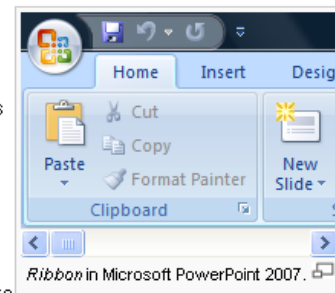 Home Insert Desig
Cut
Copy
Paste
Format Painter
New
Slide
Clipboard
Ribbon in Microsoft PowerPoint 2007.